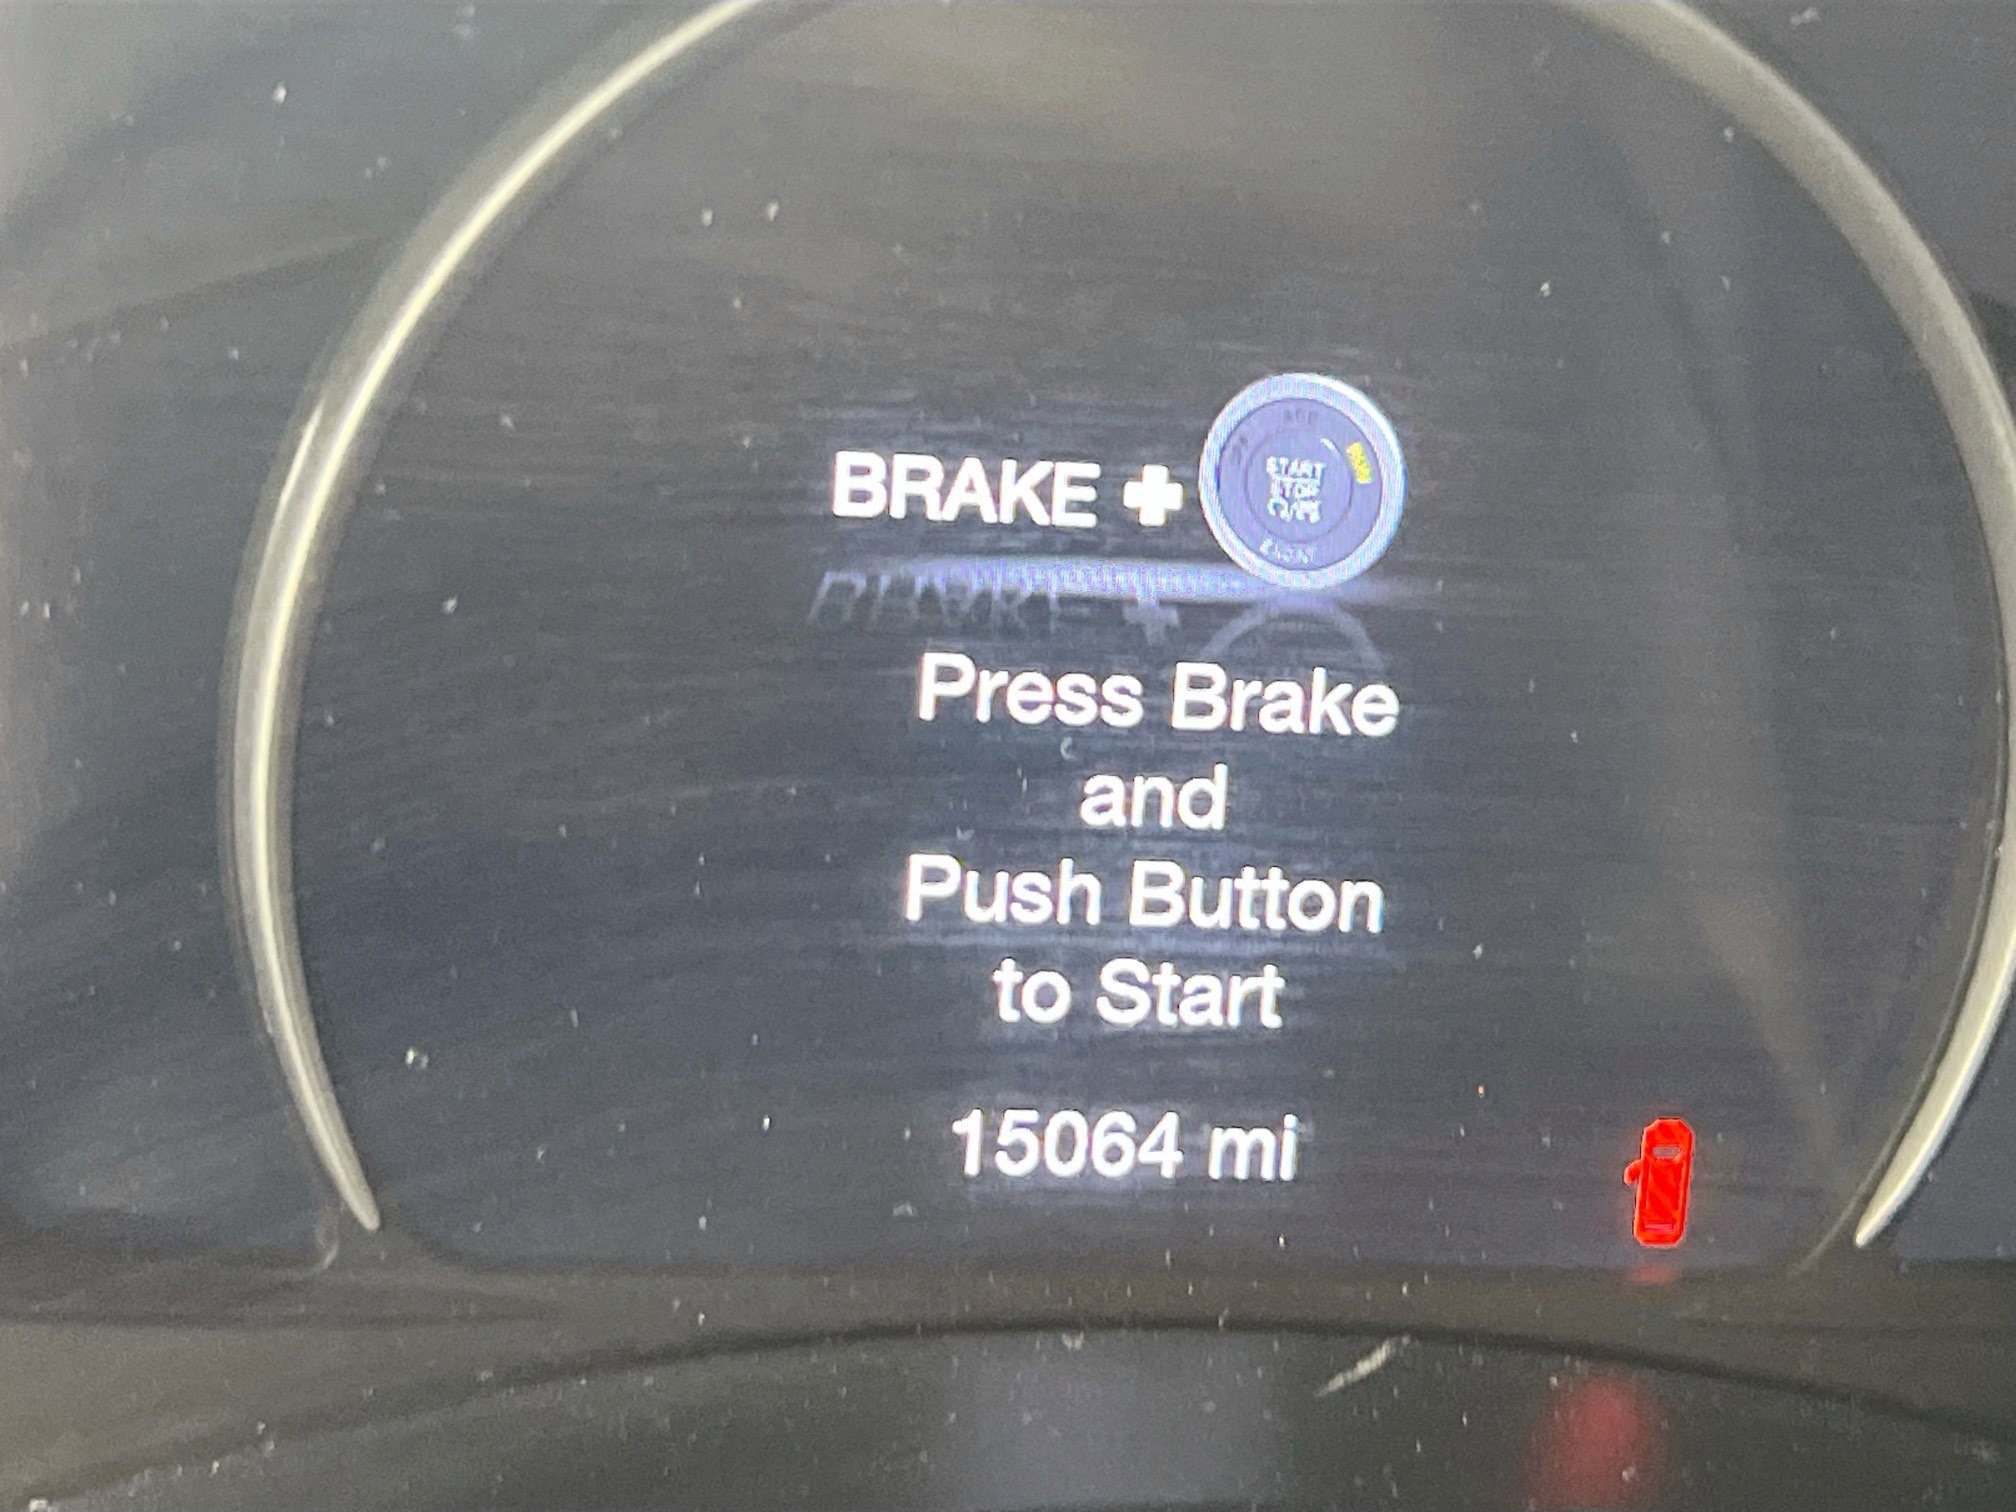 BRAKE +
START
STOP
Press Brake
and
Push Button
to Start
15064 mi